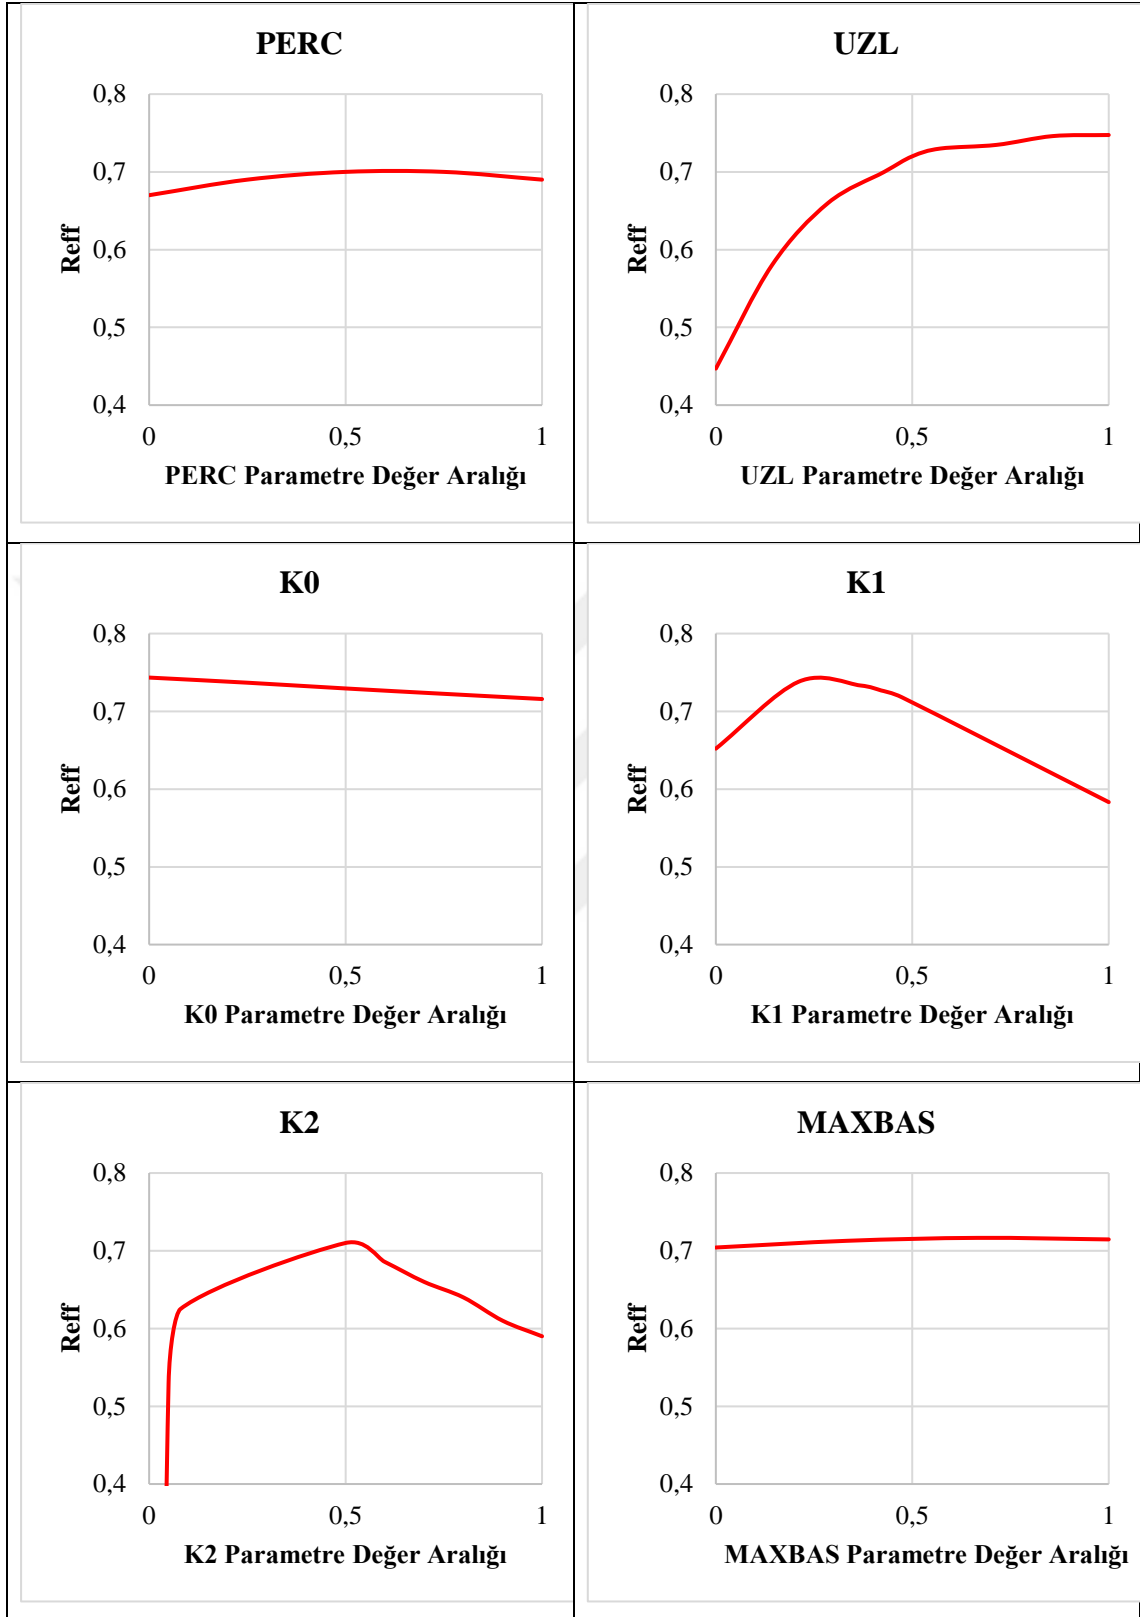 PERC
0,8
0,7
0,6
0,5
0,4
Reff
0
0,5
1
PERC Parametre Değer Aralığı
UZL
0,8
0,7
0,6
0,5
0,4
Reff
0
0,5
1
UZL Parametre Değer Aralığı
K0
0,8
0,7
0,6
0,5
0,4
Reff
0
0,5
1
K0 Parametre Değer Aralığı
K1
0,8
0,7
0,6
0,5
0,4
Reff
0
0,5
1
K1 Parametre Değer Aralığı
K2
0,8
0,7
0,6
0,5
0,4
Reff
0
0,5
1
K2 Parametre Değer Aralığı
MAXBAS
0,8
0,7
0,6
0,5
0,4
Reff
0
0,5
1
MAXBAS Parametre Değer Aralığı